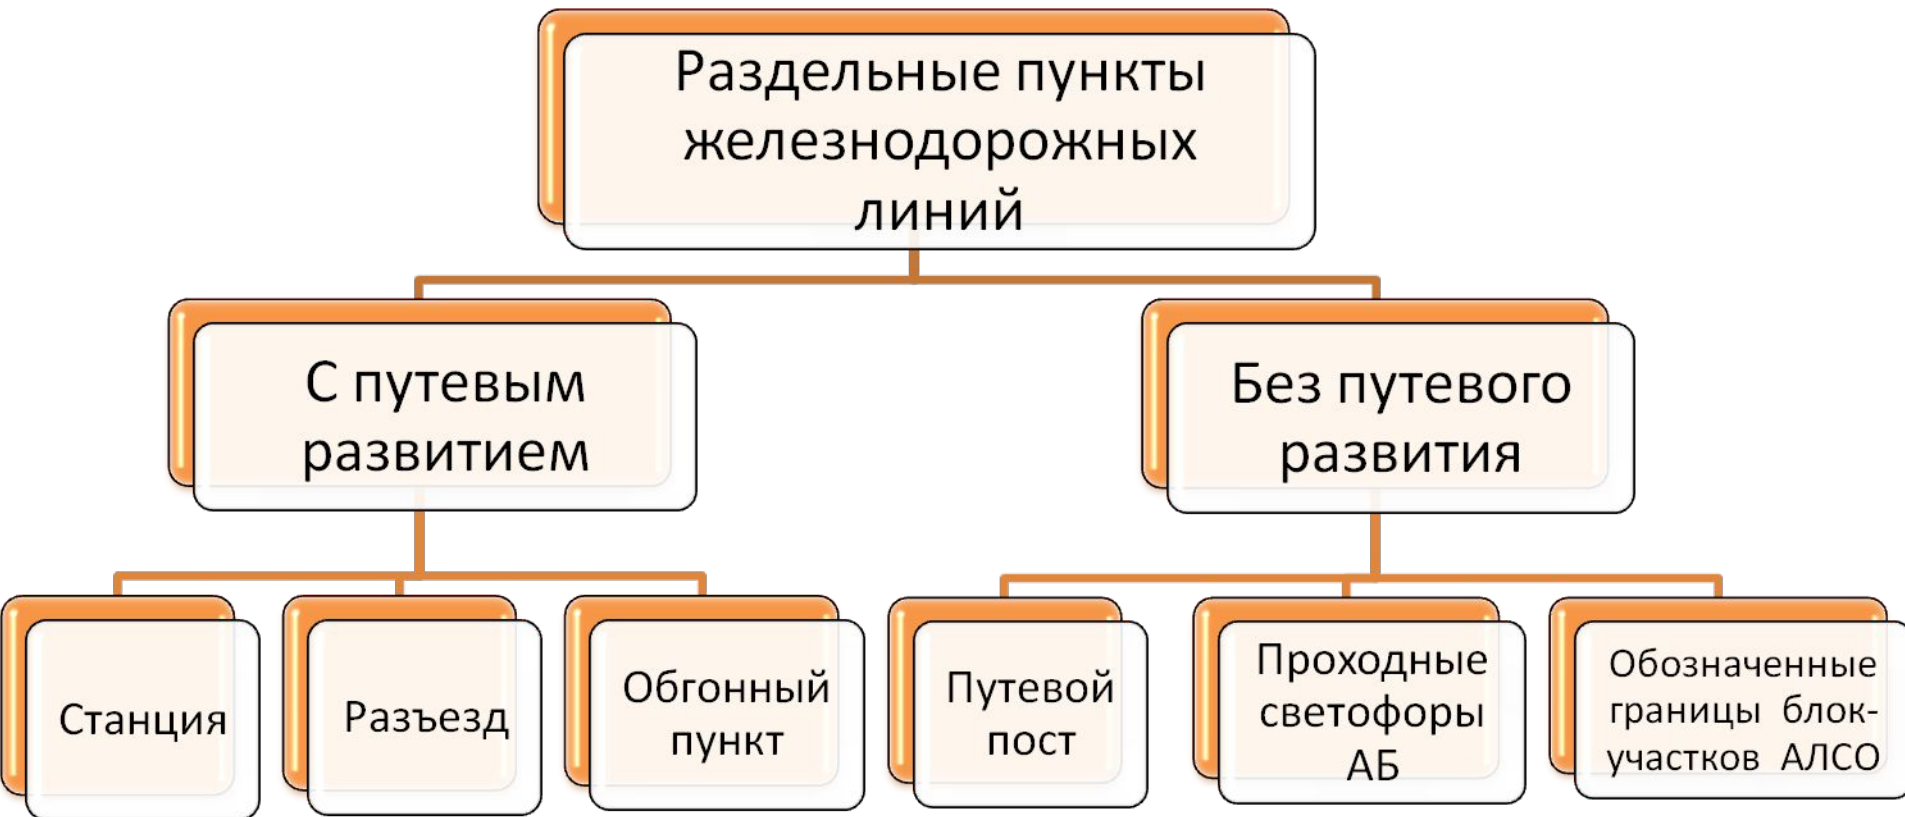 Раздельные пункты
железнодорожных
линий
С путевым
развитием
Без путевого
развития
Станция
Разъезд
Обгонный
пункт
Путевой
пост
Проходные
светофоры
АБ
Обозначенные
границы блок-
участков АЛСО